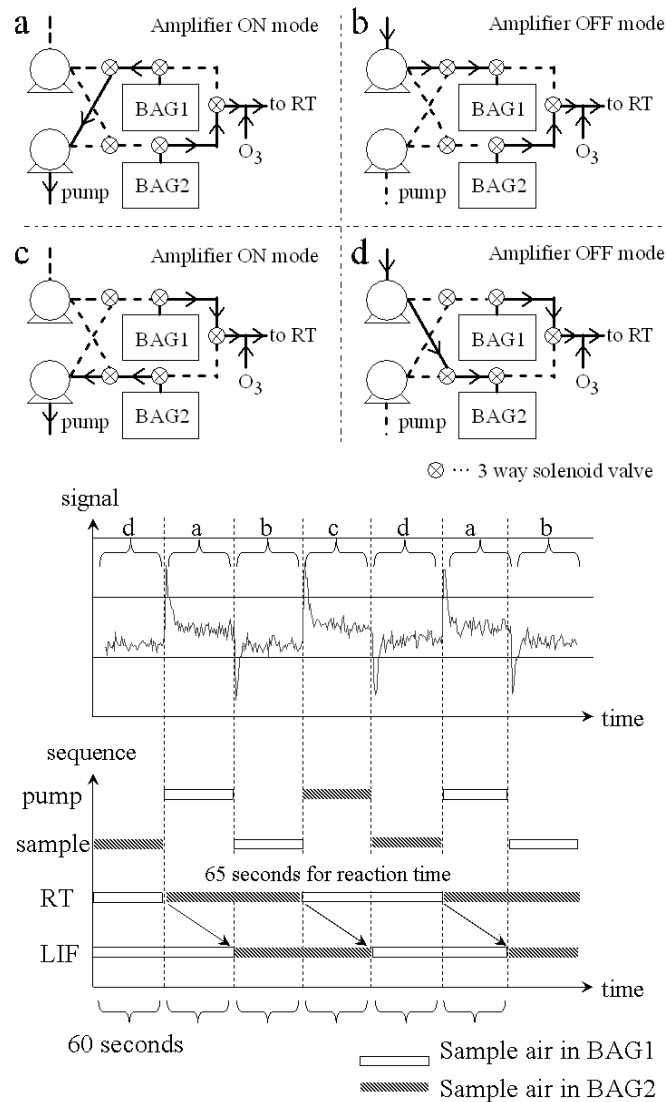 a Amplifier ON mode
BAG1
to RT
O3
BAG2
pump
b Amplifier OFF mode
BAG1
to RT
O3
BAG2
pump
c Amplifier ON mode
BAG1
to RT
O3
BAG2
pump
d Amplifier OFF mode
BAG1
to RT
O3
BAG2
pump
⊗ ··· 3 way solenoid valve
signal
d a b c d a b
time
sequence
pump
sample
65 seconds for reaction time
RT
LIF
time
60 seconds
Sample air in BAG1
Sample air in BAG2